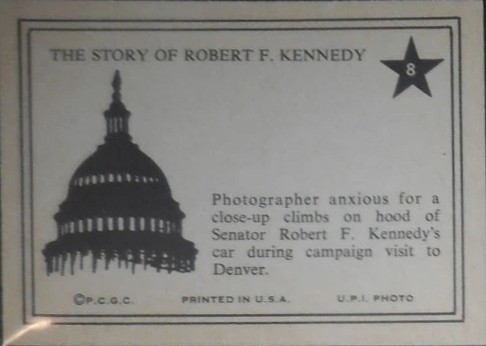 THE STORY OF ROBERT F. KENNEDY
8
Photographer anxious for a
close-up climbs on hood of
Senator Robert F. Kennedy's
car during campaign visit to
Denver.
©P.C.G.C. PRINTED IN U.S.A. U.P.I. PHOTO